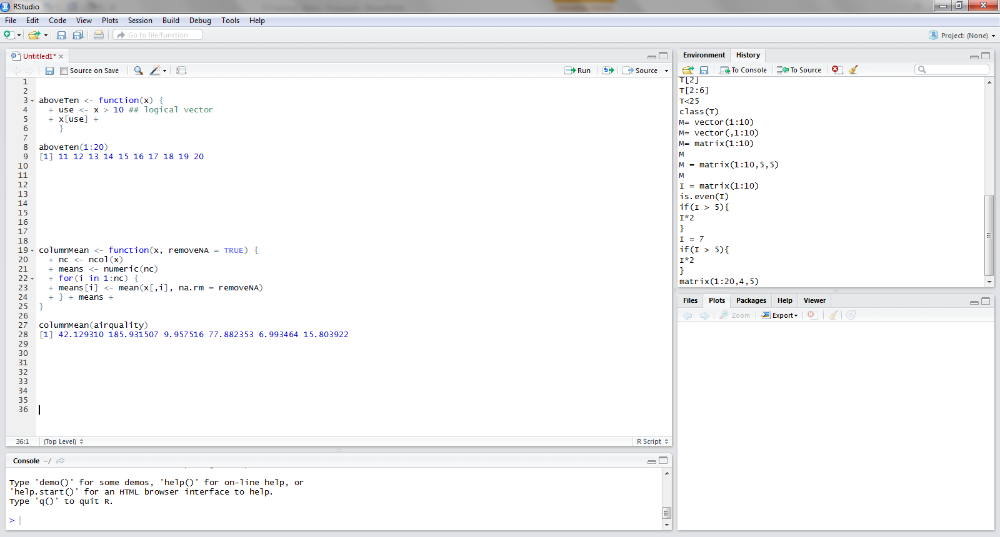 RStudio
File Edit Code View Plots Session Build Debug Tools Help
Go to file/function
Project: (None)
Untitled1*
Source on Save
Run
Source
1
2
3 aboveTen <- function(x) {
4 + use <- x > 10 ## logical vector
5 + x[use] +
6 }
7
8 aboveTen(1:20)
9 [1] 11 12 13 14 15 16 17 18 19 20
10
11
12
13
14
15
16
17
18
19 columnMean <- function(x, removeNA = TRUE) {
20 + nc <- ncol(x)
21 + means <- numeric(nc)
22 + for(i in 1:nc) {
23 + means[i] <- mean(x[,i], na.rm = removeNA)
24 + } + means +
25 }
26
27 columnMean(airquality)
28 [1] 42.129310 185.931507 9.957516 77.882353 6.993464 15.803922
29
30
31
32
33
34
35
36
36:1 (Top Level) R Script
Console ~/
Type 'demo()' for some demos, 'help()' for on-line help, or
'help.start()' for an HTML browser interface to help.
Type 'q()' to quit R.
>
Environment History
To Console To Source
T[2]
T[2:6]
T<25
class(T)
M= vector(1:10)
M= vector(,1:10)
M= matrix(1:10)
M
M = matrix(1:10,5,5)
M
I = matrix(1:10)
is.even(I)
if(I > 5){
I*2
}
I = 7
if(I > 5){
I*2
}
matrix(1:20,4,5)
Files Plots Packages Help Viewer
Zoom Export